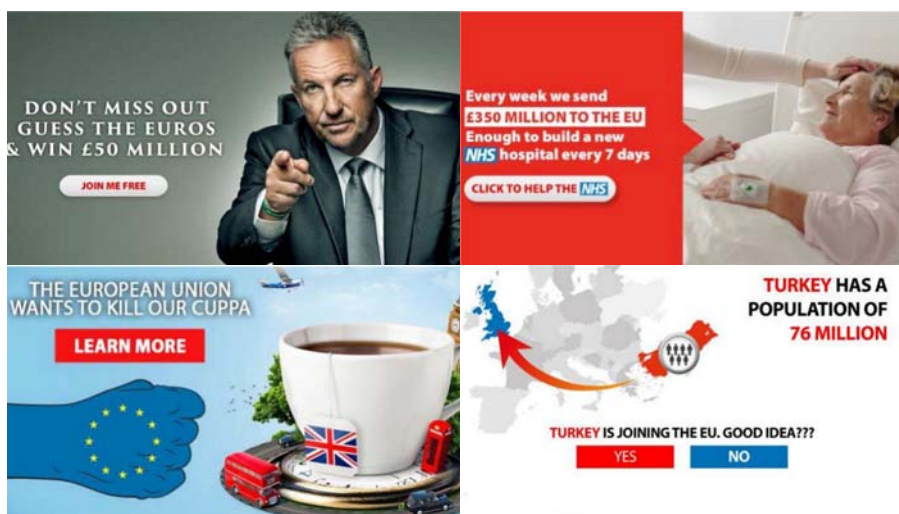 DON'T MISS OUT
GUESS THE EUROS
& WIN £50 MILLION
JOIN ME FREE
Every week we send
£350 MILLION TO THE EU
Enough to build a new
NHS hospital every 7 days
CLICK TO HELP THE NHS
THE EUROPEAN UNION
WANTS TO KILL OUR CUPPA
LEARN MORE
TURKEY HAS A
POPULATION OF
76 MILLION
TURKEY IS JOINING THE EU. GOOD IDEA???
YES
NO